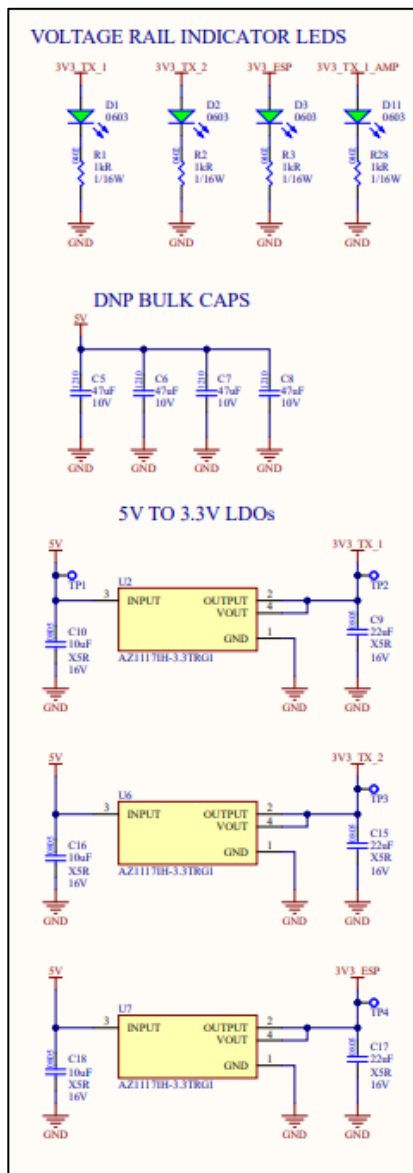 VOLTAGE RAIL INDICATOR LEDS
3V3_TX_1
3V3_TX_2
3V3_ESP
3V3_TX_1_AMP
D1
0603
D2
0603
D3
0603
D11
0603
R1
1kR
1/16W
R2
1kR
1/16W
R3
1kR
1/16W
R28
1kR
1/16W
GND
GND
GND
GND
DNP BULK CAPS
5V
1210
C5
47uF
10V
1210
C6
47uF
10V
1210
C7
47uF
10V
1210
C8
47uF
10V
GND
GND
GND
GND
5V TO 3.3V LDOs
5V
TP1
U2
3
INPUT
OUTPUT
2
VOUT
4
GND
1
AZ1117IH-3.3TRG1
3V3_TX_1
TP2
0805
C10
10uF
X5R
16V
C9
22uF
X5R
16V
GND
GND
GND
5V
U6
3
INPUT
OUTPUT
2
VOUT
4
GND
1
AZ1117IH-3.3TRG1
3V3_TX_2
TP3
0805
C16
10uF
X5R
16V
C15
22uF
X5R
16V
GND
GND
GND
5V
U7
3
INPUT
OUTPUT
2
VOUT
4
GND
1
AZ1117IH-3.3TRG1
3V3_ESP
TP4
0805
C18
10uF
X5R
16V
C17
22uF
X5R
16V
GND
GND
GND